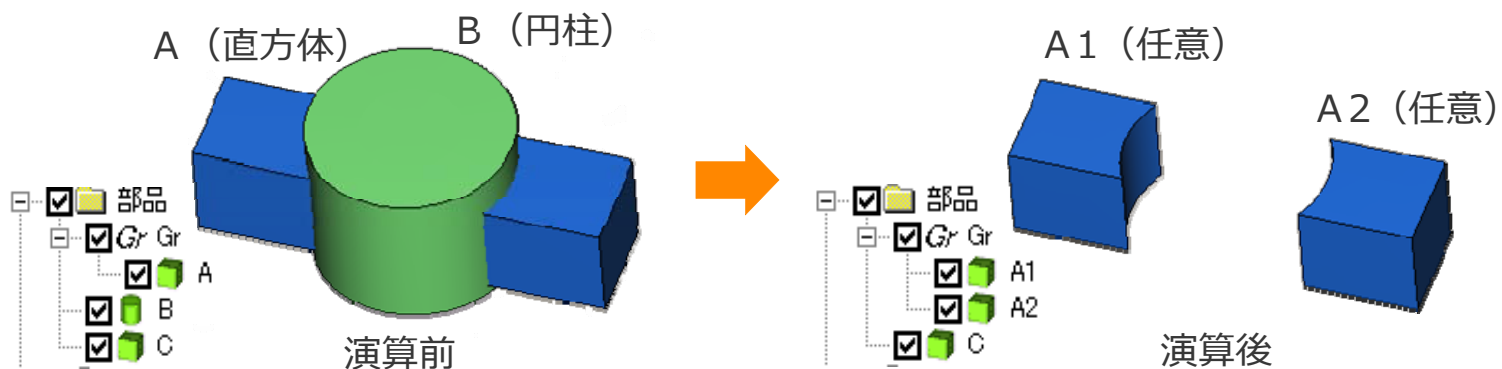 A（直方体）
B（円柱）
部品
Gr Gr
A
B
C
演算前
A１（任意）
A２（任意）
部品
Gr Gr
A1
A2
C
演算後